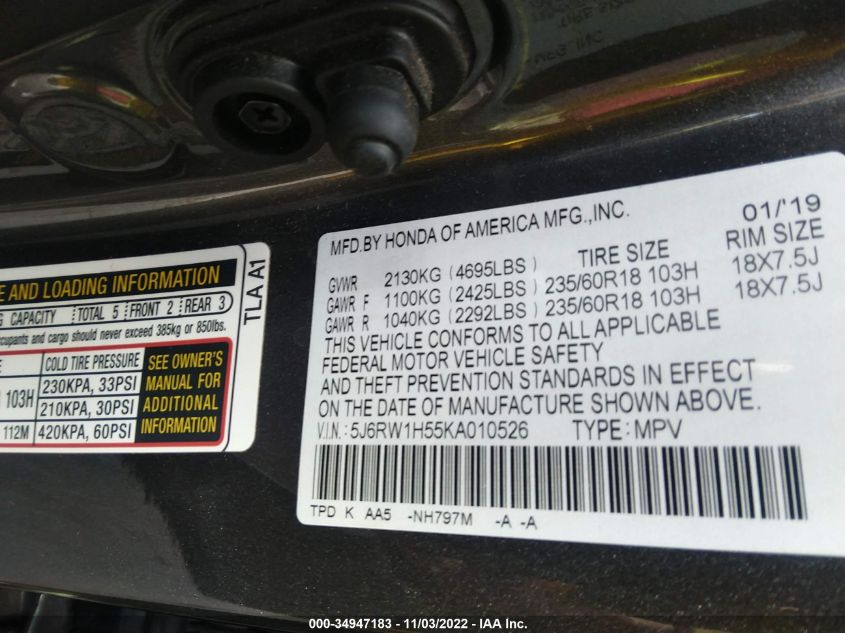 MFD.BY HONDA OF AMERICA MFG.,INC. 01/'19
TIRE SIZE RIM SIZE
GVWR 2130KG (4695LBS)
GAWR F 1100KG (2425LBS) 235/60R18 103H 18X7.5J
GAWR R 1040KG (2292LBS) 235/60R18 103H 18X7.5J
THIS VEHICLE CONFORMS TO ALL APPLICABLE
FEDERAL MOTOR VEHICLE SAFETY
AND THEFT PREVENTION STANDARDS IN EFFECT
ON THE DATE OF MANUFACTURE SHOWN ABOVE.
V.I.N.: 5J6RW1H55KA010526 TYPE: MPV
TPD K AA5 -NH797M -A -A
AND LOADING INFORMATION
CAPACITY TOTAL 5 FRONT 2 REAR 3
and cargo should never exceed 385kg or 850lbs.
COLD TIRE PRESSURE
103H 230KPA, 33PSI
210KPA, 30PSI
112M 420KPA, 60PSI
SEE OWNER'S
MANUAL FOR
ADDITIONAL
INFORMATION
TLA A1
000-34947183 - 11/03/2022 - IAA Inc.